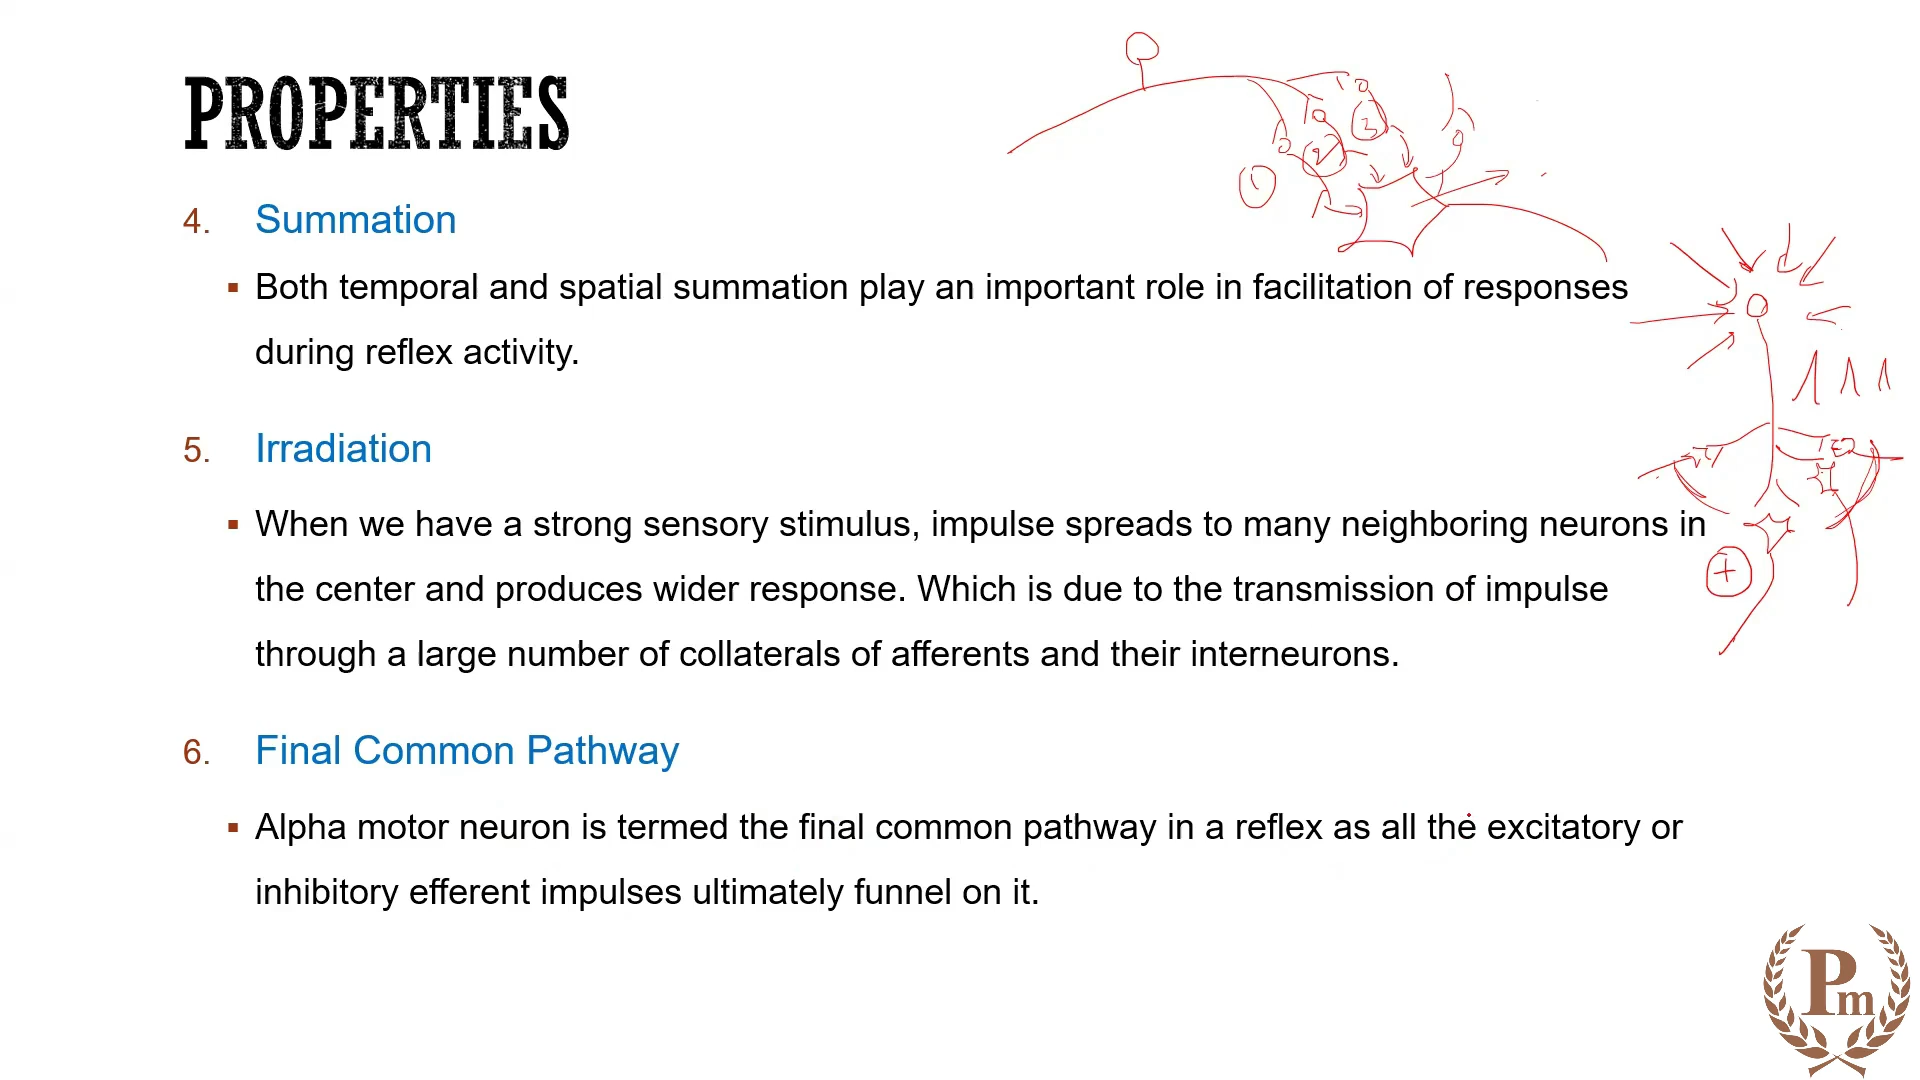 PROPERTIES
4. Summation
▪ Both temporal and spatial summation play an important role in facilitation of responses
during reflex activity.
5. Irradiation
▪ When we have a strong sensory stimulus, impulse spreads to many neighboring neurons in
the center and produces wider response. Which is due to the transmission of impulse
through a large number of collaterals of afferents and their interneurons.
6. Final Common Pathway
▪ Alpha motor neuron is termed the final common pathway in a reflex as all the excitatory or
inhibitory efferent impulses ultimately funnel on it.
1
2
3
+
Pm